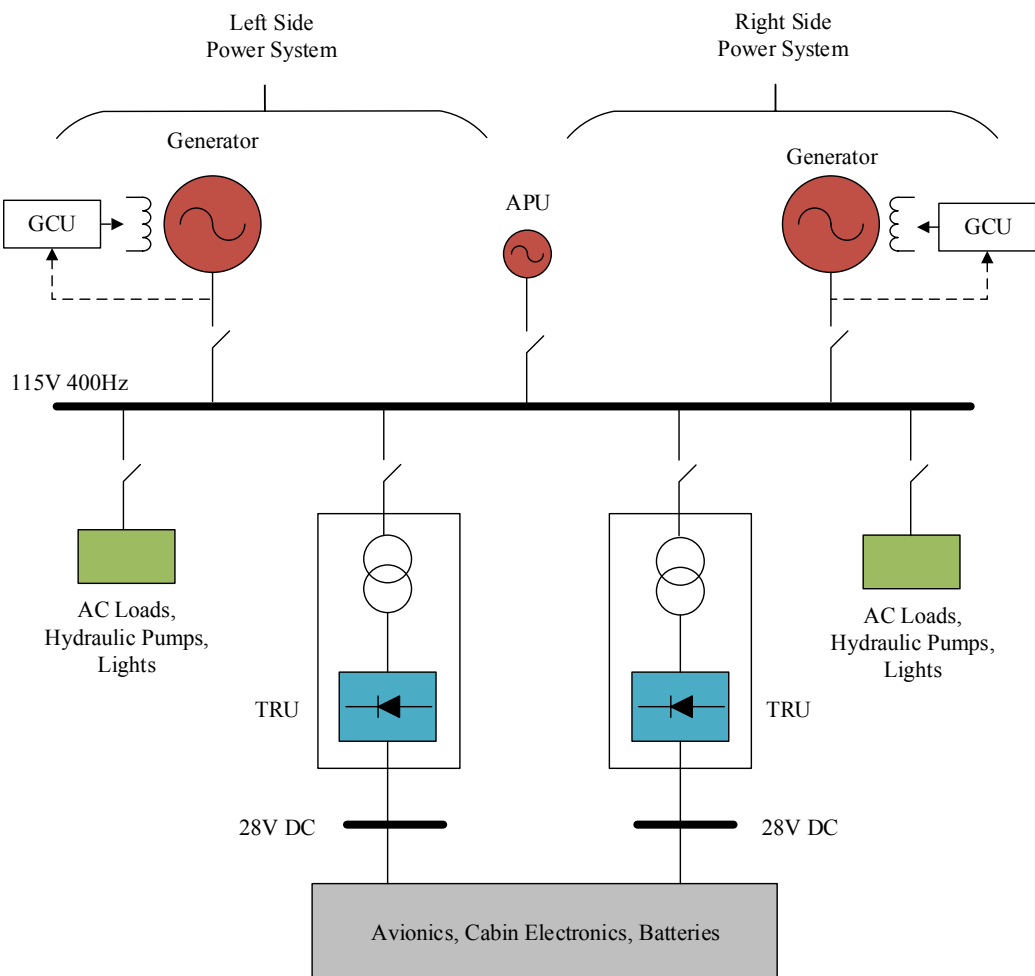 Left Side
Power System
Right Side
Power System
Generator
Generator
APU
GCU
GCU
115V 400Hz
AC Loads,
Hydraulic Pumps,
Lights
AC Loads,
Hydraulic Pumps,
Lights
TRU
TRU
28V DC
28V DC
Avionics, Cabin Electronics, Batteries